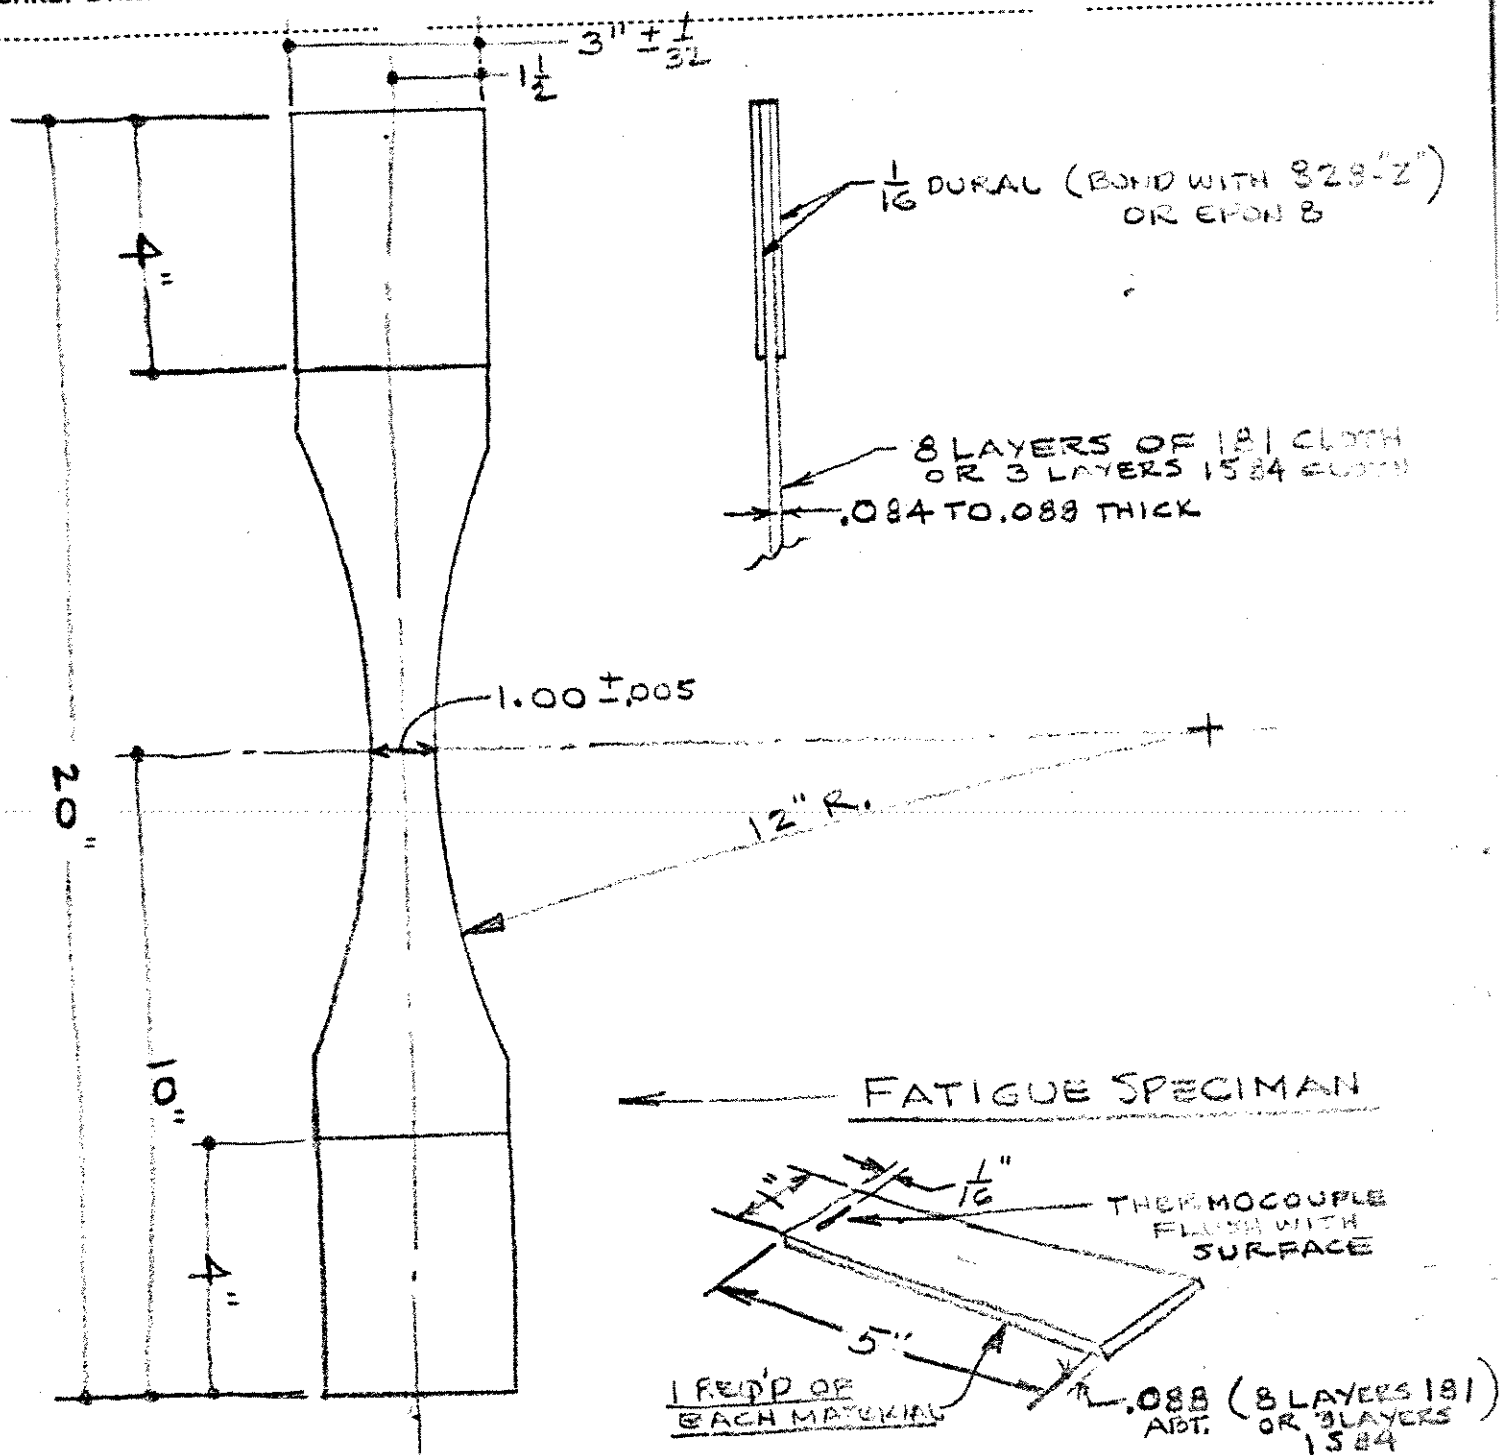 3" ± 1/32
1 1/2
4"
1/16 DURAL (BOND WITH 828-"Z")
OR EPON 8
8 LAYERS OF 181 CLOTH
OR 3 LAYERS 1584 CLOTH
.084 TO .088 THICK
1.00 ±.005
20"
12" R.
10"
FATIGUE SPECIMAN
1"
1/16"
THERMOCOUPLE
FLUSH WITH
SURFACE
4"
5"
1 REQ'D OF
EACH MATERIAL
.088 (8 LAYERS 181)
ABT. OR 3 LAYERS
1584